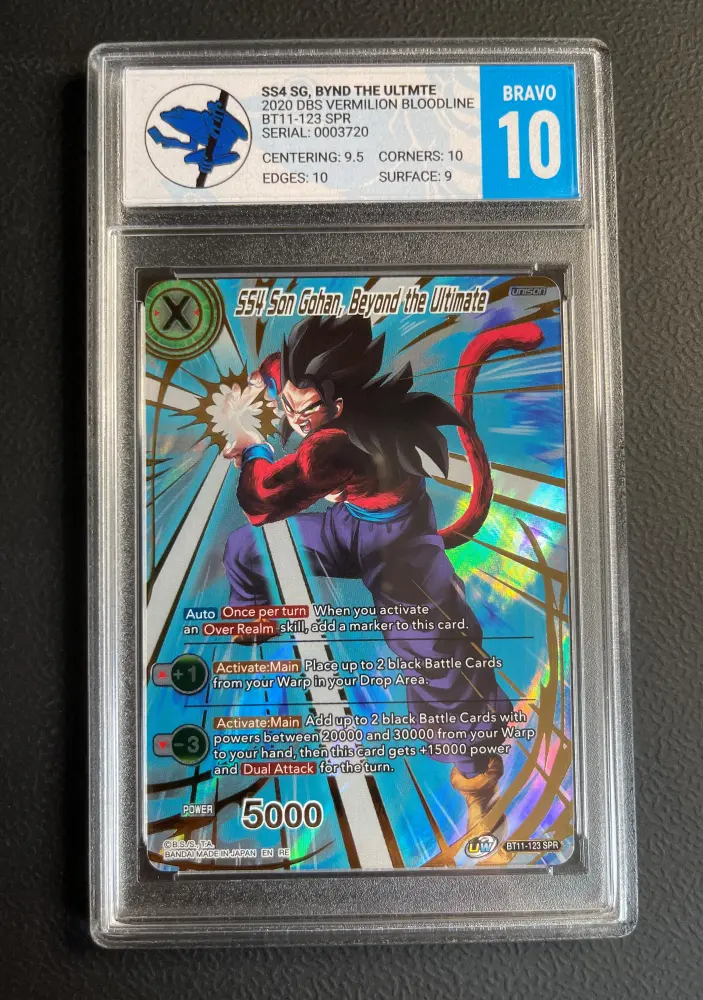 SS4 SG, BYND THE ULTMTE
2020 DBS VERMILION BLOODLINE
BT11-123 SPR
SERIAL: 0003720
CENTERING: 9.5 CORNERS: 10
EDGES: 10 SURFACE: 9
BRAVO
10
X
SS4 Son Gohan, Beyond the Ultimate
UNISON
Auto Once per turn When you activate
an Over Realm skill, add a marker to this card.
+1
Activate:Main Place up to 2 black Battle Cards
from your Warp in your Drop Area.
-3
Activate:Main Add up to 2 black Battle Cards with
powers between 20000 and 30000 from your Warp
to your hand, then this card gets +15000 power
and Dual Attack for the turn.
POWER 5000
©B.S./S., T.A.
BANDAI MADE IN JAPAN EN RE
UW
BT11-123 SPR